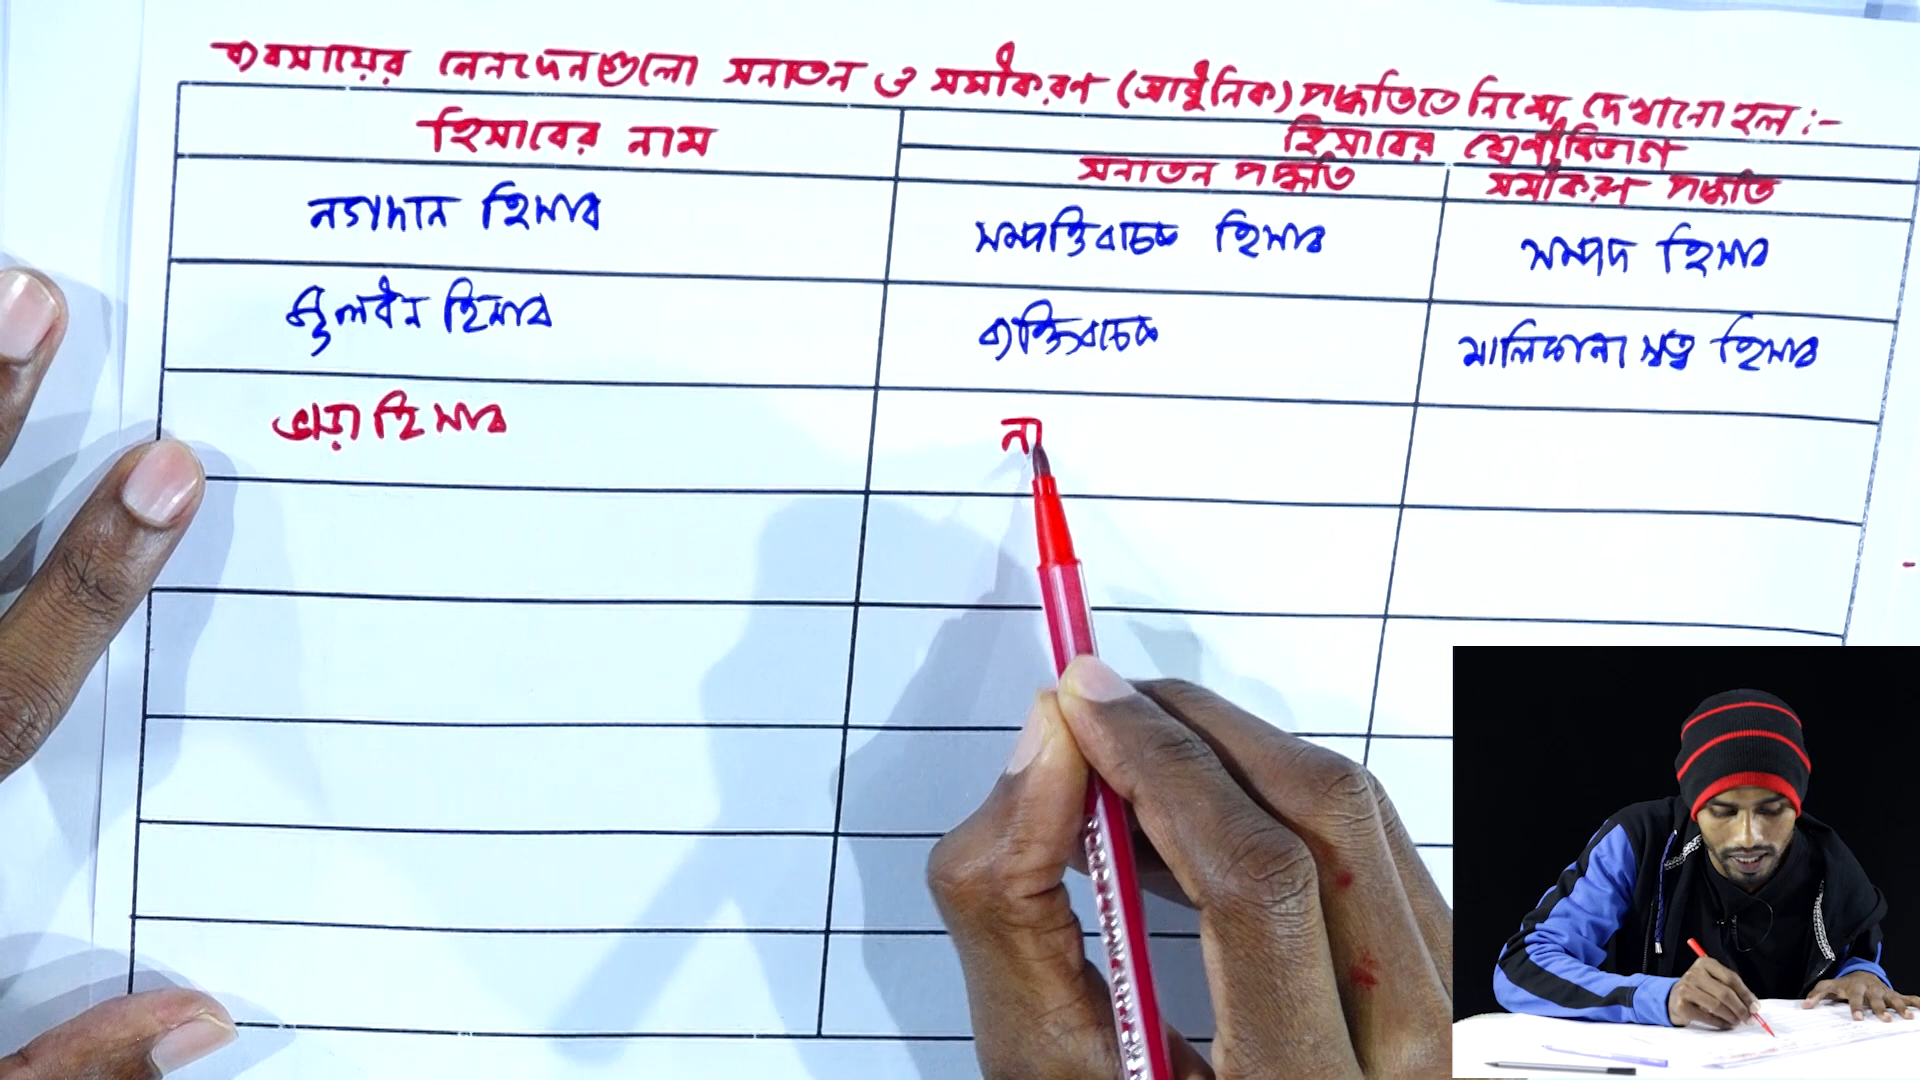 ব্যবসায়ের লেনদেনগুলো সনাতন ও সমীকরণ (আধুনিক) পদ্ধতিতে নিম্মে দেখানো হল :-
হিসাবের নাম
হিসাবের শ্রেণীবিভাগ
সনাতন পদ্ধতি
সমীকরণ পদ্ধতি
নগদান হিসাব
সম্পত্তিবাচক হিসাব
সম্পদ হিসাব
মূলধন হিসাব
ব্যক্তিবাচক
মালিকানা স্বত্ব হিসাব
ভাড়া হিসাব
না